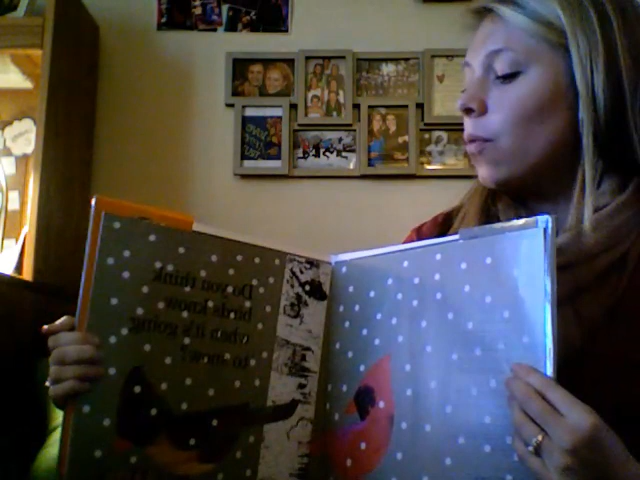 Do you think
birds know
when it's going
to snow?